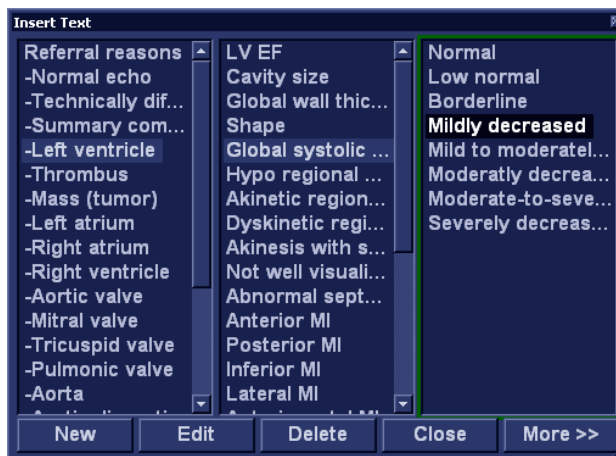 Insert Text
Referral reasons
-Normal echo
-Technically dif...
-Summary com...
-Left ventricle
-Thrombus
-Mass (tumor)
-Left atrium
-Right atrium
-Right ventricle
-Aortic valve
-Mitral valve
-Tricuspid valve
-Pulmonic valve
-Aorta
LV EF
Cavity size
Global wall thic...
Shape
Global systolic ...
Hypo regional ...
Akinetic region...
Dyskinetic regi...
Akinesis with s...
Not well visuali...
Abnormal sept...
Anterior MI
Posterior MI
Inferior MI
Lateral MI
Normal
Low normal
Borderline
Mildly decreased
Mild to moderatel...
Moderatly decrea...
Moderate-to-seve...
Severely decreas...
New
Edit
Delete
Close
More >>